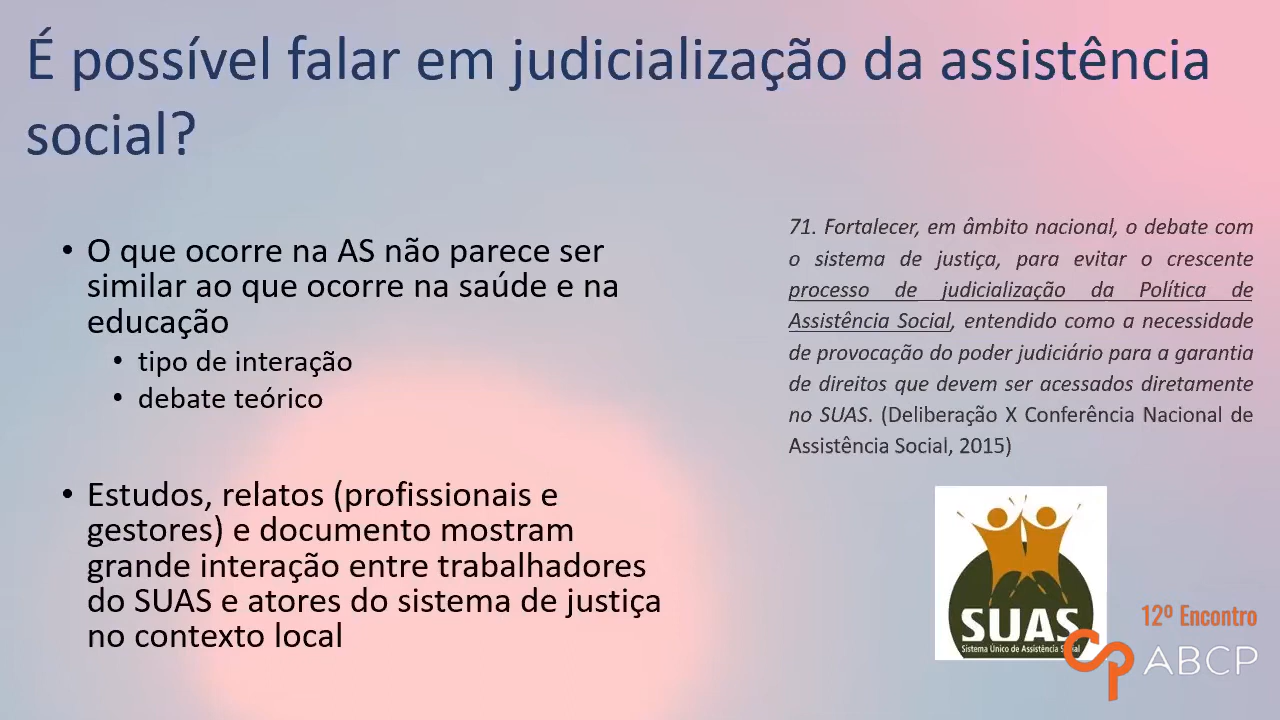 É possível falar em judicialização da assistência
social?
• O que ocorre na AS não parece ser
similar ao que ocorre na saúde e na
educação
• tipo de interação
• debate teórico
• Estudos, relatos (profissionais e
gestores) e documento mostram
grande interação entre trabalhadores
do SUAS e atores do sistema de justiça
no contexto local
71. Fortalecer, em âmbito nacional, o debate com
o sistema de justiça, para evitar o crescente
processo de judicialização da Política de
Assistência Social, entendido como a necessidade
de provocação do poder judiciário para a garantia
de direitos que devem ser acessados diretamente
no SUAS. (Deliberação X Conferência Nacional de
Assistência Social, 2015)
SUAS
Sistema Único de Assistência Social
12º Encontro
ABCP